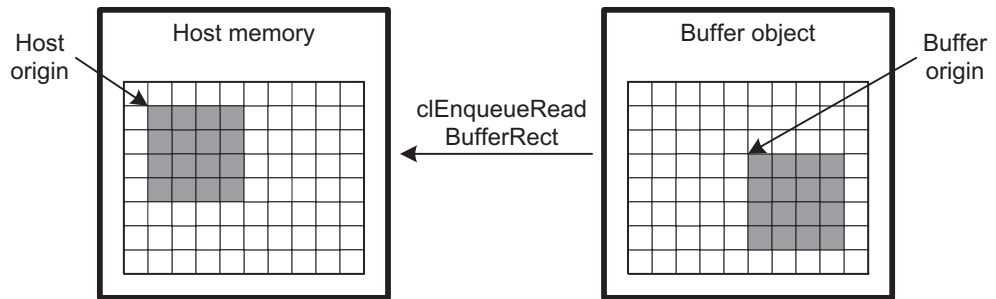 Host memory
Host
origin
clEnqueueRead
BufferRect
Buffer object
Buffer
origin